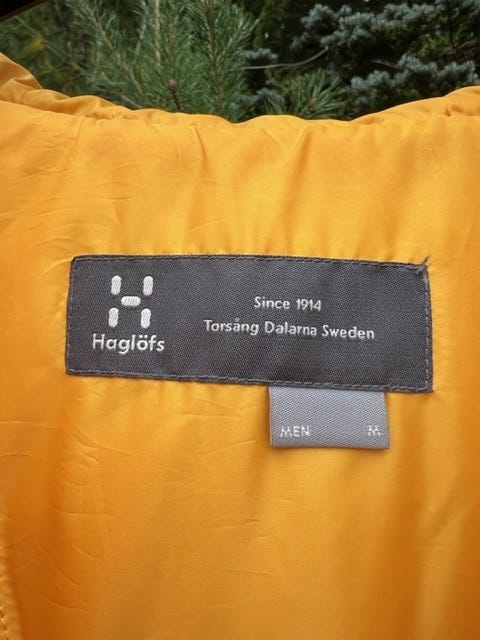 Haglöfs
Since 1914
Torsång Dalarna Sweden
MEN M